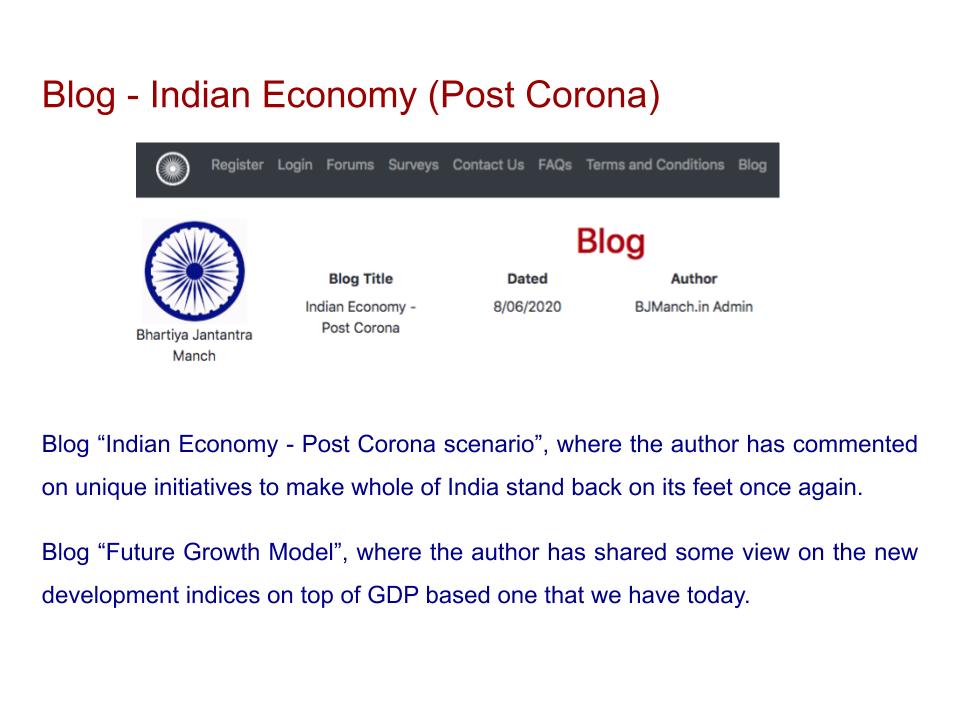 Blog - Indian Economy (Post Corona)
Register Login Forums Surveys Contact Us FAQs Terms and Conditions Blog
Blog
Blog Title Dated Author
Indian Economy - 8/06/2020 BJManch.in Admin
Post Corona
Bhartiya Jantantra
Manch
Blog “Indian Economy - Post Corona scenario”, where the author has commented
on unique initiatives to make whole of India stand back on its feet once again.
Blog “Future Growth Model”, where the author has shared some view on the new
development indices on top of GDP based one that we have today.